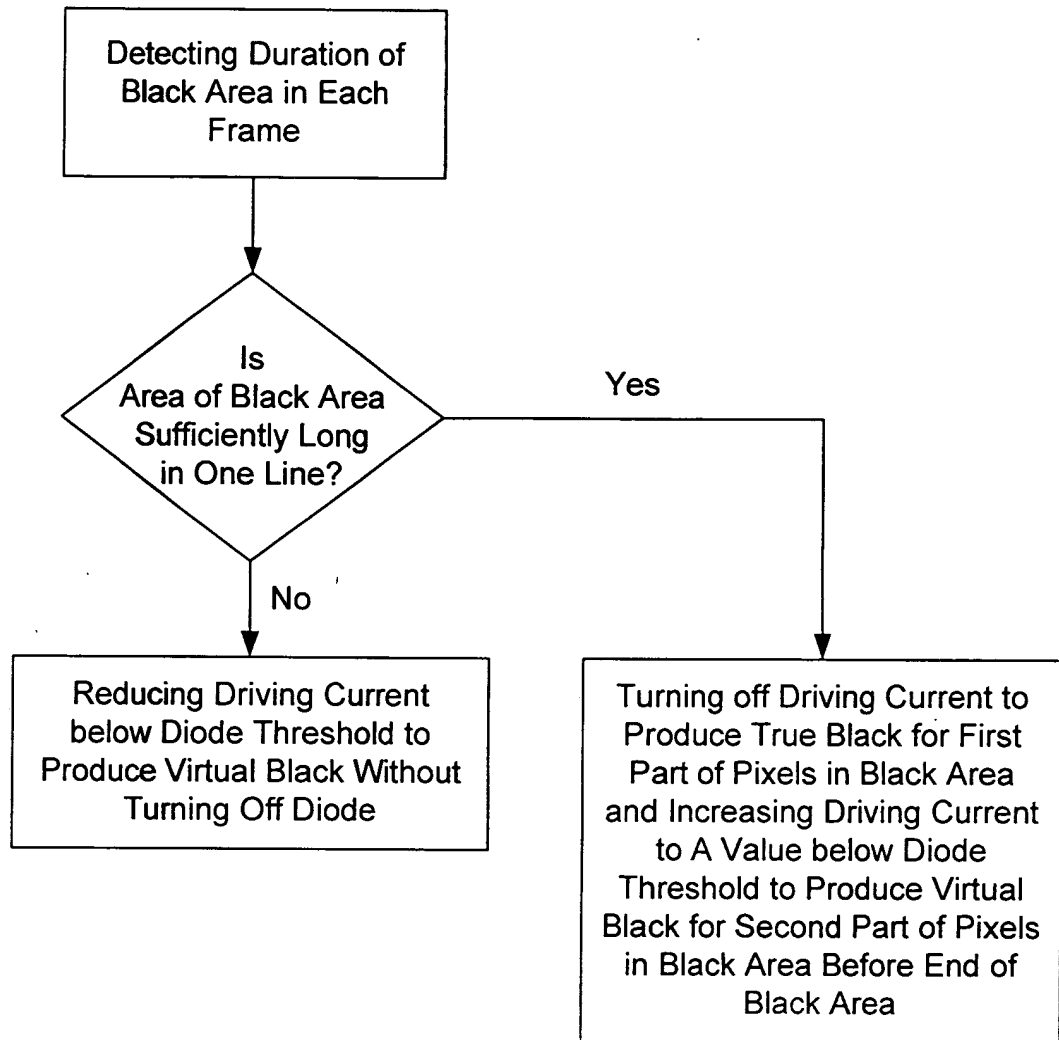 Detecting Duration of
Black Area in Each
Frame
Is
Area of Black Area
Sufficiently Long
in One Line?
Yes
No
Reducing Driving Current
below Diode Threshold to
Produce Virtual Black Without
Turning Off Diode
Turning off Driving Current to
Produce True Black for First
Part of Pixels in Black Area
and Increasing Driving Current
to A Value below Diode
Threshold to Produce Virtual
Black for Second Part of Pixels
in Black Area Before End of
Black Area